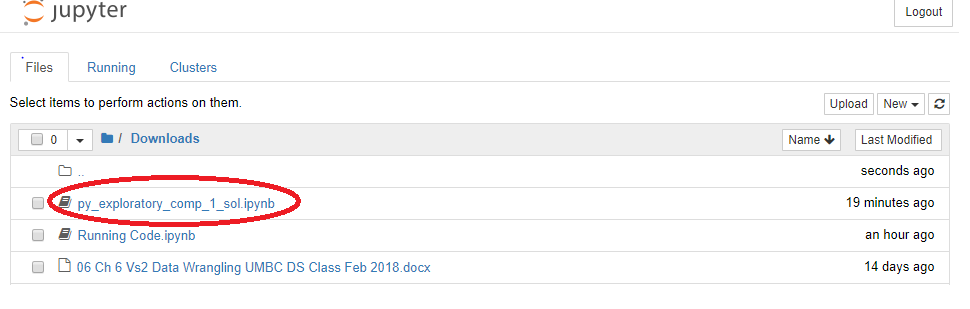 jupyter
Logout
Files Running Clusters
Select items to perform actions on them.
Upload New
0 / Downloads Name Last Modified
.. seconds ago
py_exploratory_comp_1_sol.ipynb 19 minutes ago
Running Code.ipynb an hour ago
06 Ch 6 Vs2 Data Wrangling UMBC DS Class Feb 2018.docx 14 days ago